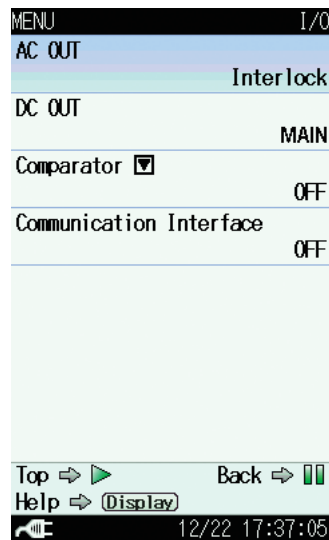 MENU I/O
AC OUT
Interlock
DC OUT
MAIN
Comparator
OFF
Communication Interface
OFF
Top Back
Help Display
12/22 17:37:05